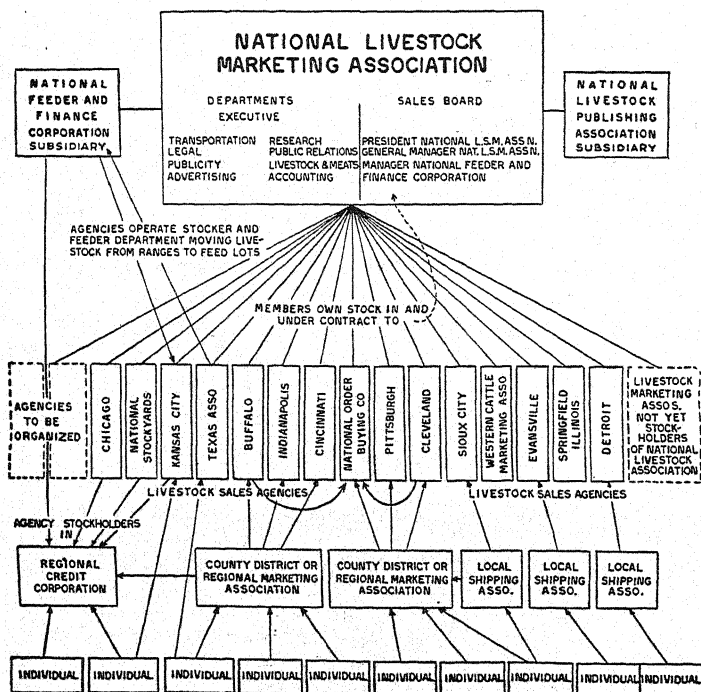 NATIONAL LIVESTOCK
MARKETING ASSOCIATION
NATIONAL
FEEDER AND
FINANCE
CORPORATION
SUBSIDIARY
DEPARTMENTS
EXECUTIVE
TRANSPORTATION
LEGAL
PUBLICITY
ADVERTISING
RESEARCH
PUBLIC RELATIONS
LIVESTOCK & MEATS
ACCOUNTING
SALES BOARD
PRESIDENT NATIONAL L.S.M. ASS'N.
GENERAL MANAGER NAT. L.S.M. ASS'N.
MANAGER NATIONAL FEEDER AND
FINANCE CORPORATION
NATIONAL
LIVESTOCK
PUBLISHING
ASSOCIATION
SUBSIDIARY
AGENCIES OPERATE STOCKER AND
FEEDER DEPARTMENT MOVING LIVE-
STOCK FROM RANGES TO FEED LOTS
MEMBERS OWN STOCK IN AND
UNDER CONTRACT TO
AGENCIES
TO BE
ORGANIZED
CHICAGO
NATIONAL
STOCKYARDS
KANSAS CITY
TEXAS ASSO
BUFFALO
INDIANAPOLIS
CINCINNATI
NATIONAL ORDER
BUYING CO
PITTSBURGH
CLEVELAND
SIOUX CITY
WESTERN CATTLE
MARKETING ASSO
EVANSVILLE
SPRINGFIELD
ILLINOIS
DETROIT
LIVESTOCK
MARKETING
ASSOS.
NOT YET
STOCK-
HOLDERS
OF NATIONAL
LIVESTOCK
ASSOCIATION
LIVESTOCK SALES AGENCIES
LIVESTOCK SALES AGENCIES
AGENCY STOCKHOLDERS
IN
REGIONAL
CREDIT
CORPORATION
COUNTY DISTRICT OR
REGIONAL MARKETING
ASSOCIATION
COUNTY DISTRICT OR
REGIONAL MARKETING
ASSOCIATION
LOCAL
SHIPPING
ASSO.
LOCAL
SHIPPING
ASSO.
LOCAL
SHIPPING
ASSO.
INDIVIDUAL
INDIVIDUAL
INDIVIDUAL
INDIVIDUAL
INDIVIDUAL
INDIVIDUAL
INDIVIDUAL
INDIVIDUAL
INDIVIDUAL
INDIVIDUAL